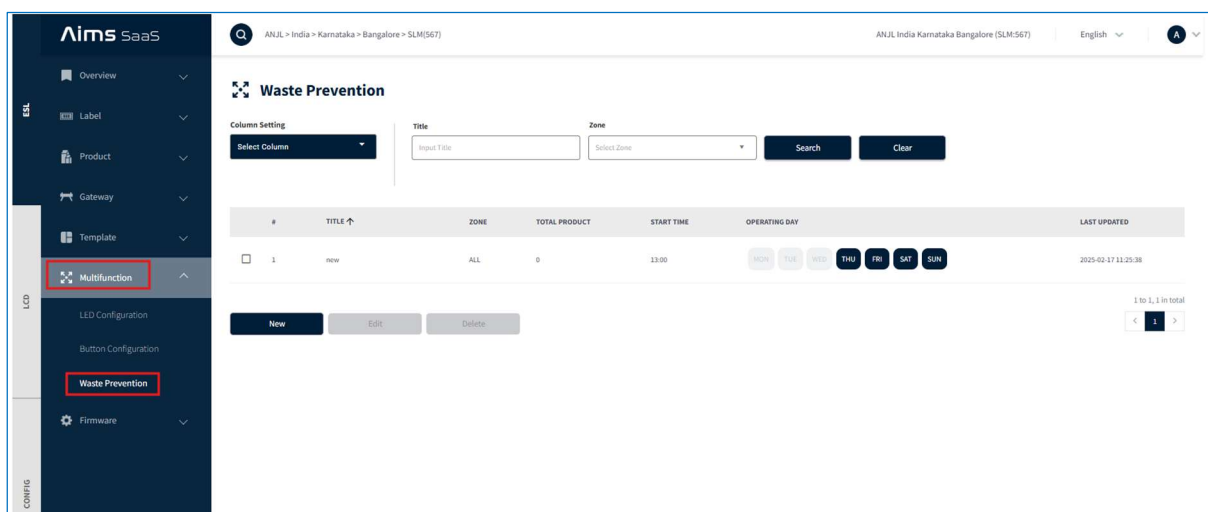 Aims SaaS
ANJL > India > Karnataka > Bangalore > SLM(567)
ANJL India Karnataka Bangalore (SLM:567)
English
A
ESL
LCD
CONFIG
Overview
Label
Product
Gateway
Template
Multifunction
LED Configuration
Button Configuration
Waste Prevention
Firmware
Waste Prevention
Column Setting
Title
Zone
Select Column
Input Title
Select Zone
Search
Clear
# TITLE ZONE TOTAL PRODUCT START TIME OPERATING DAY LAST UPDATED
1 new ALL 0 13:00 MON TUE WED THU FRI SAT SUN 2025-02-17 11:25:38
1 to 1, 1 in total
New
Edit
Delete
< 1 >